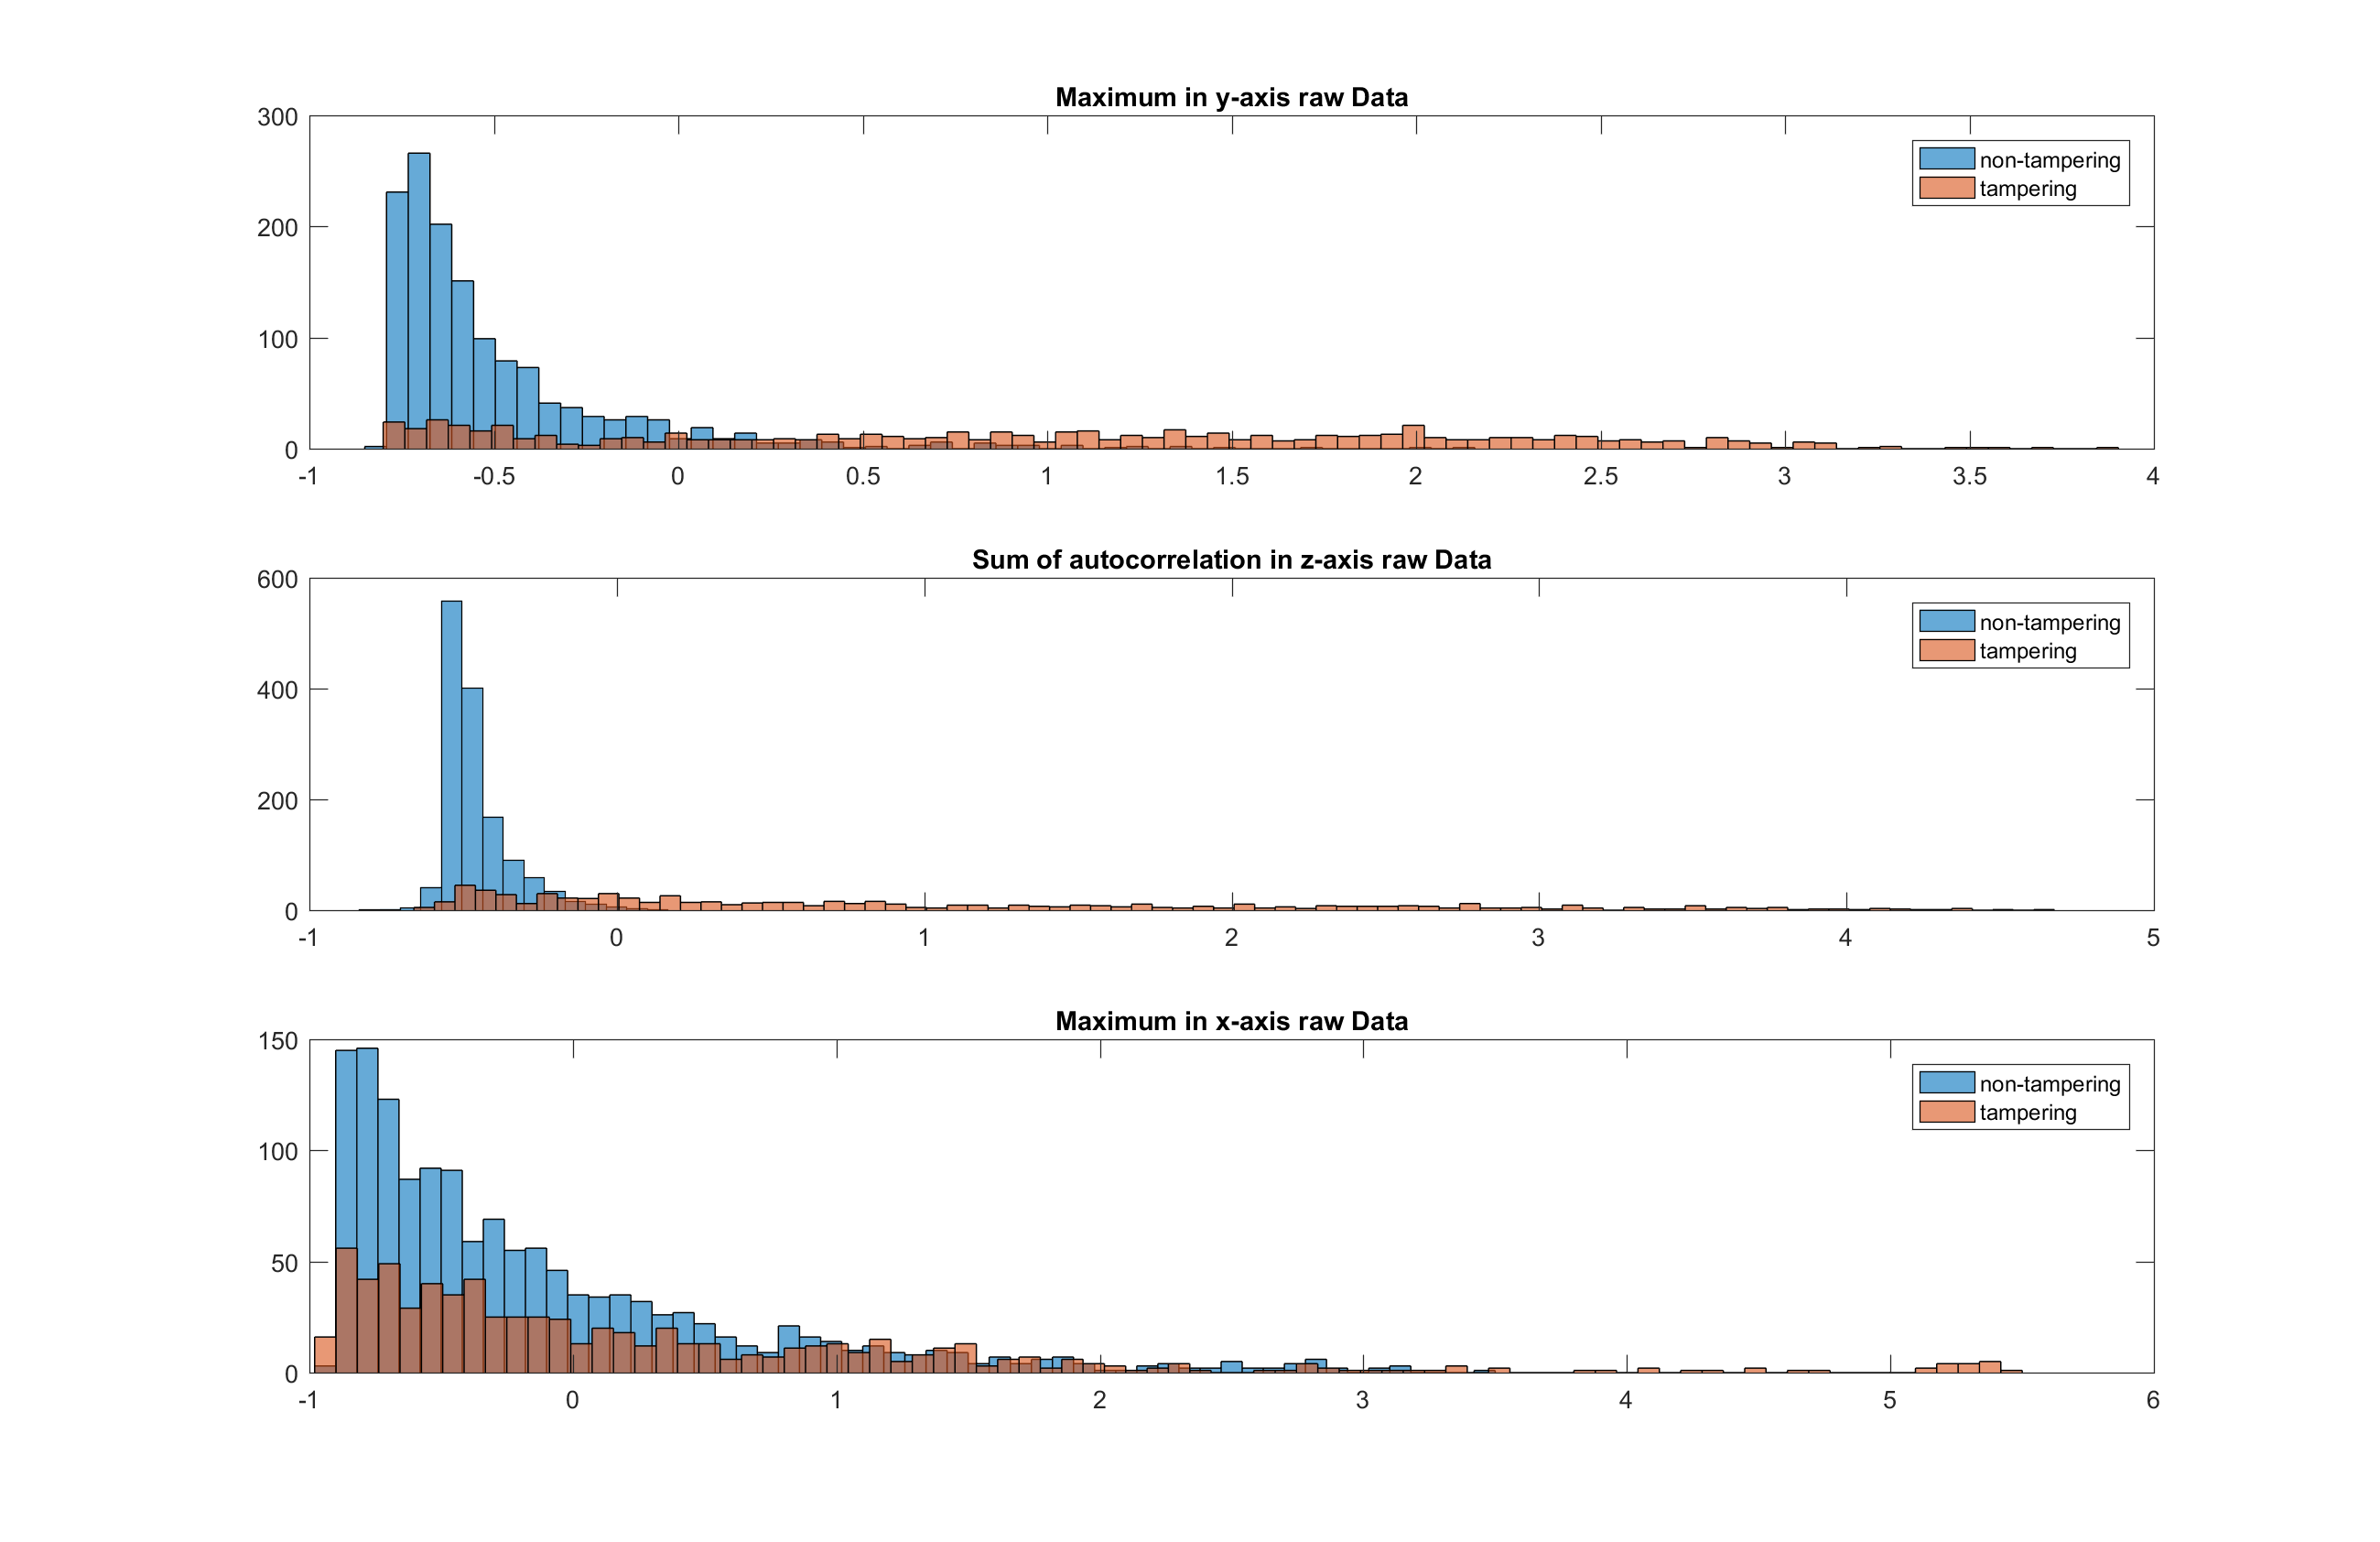 Maximum in y-axis raw Data
300
200
100
0
non-tampering
tampering
-1 -0.5 0 0.5 1 1.5 2 2.5 3 3.5 4
Sum of autocorrelation in z-axis raw Data
600
400
200
0
non-tampering
tampering
-1 0 1 2 3 4 5
Maximum in x-axis raw Data
150
100
50
0
non-tampering
tampering
-1 0 1 2 3 4 5 6